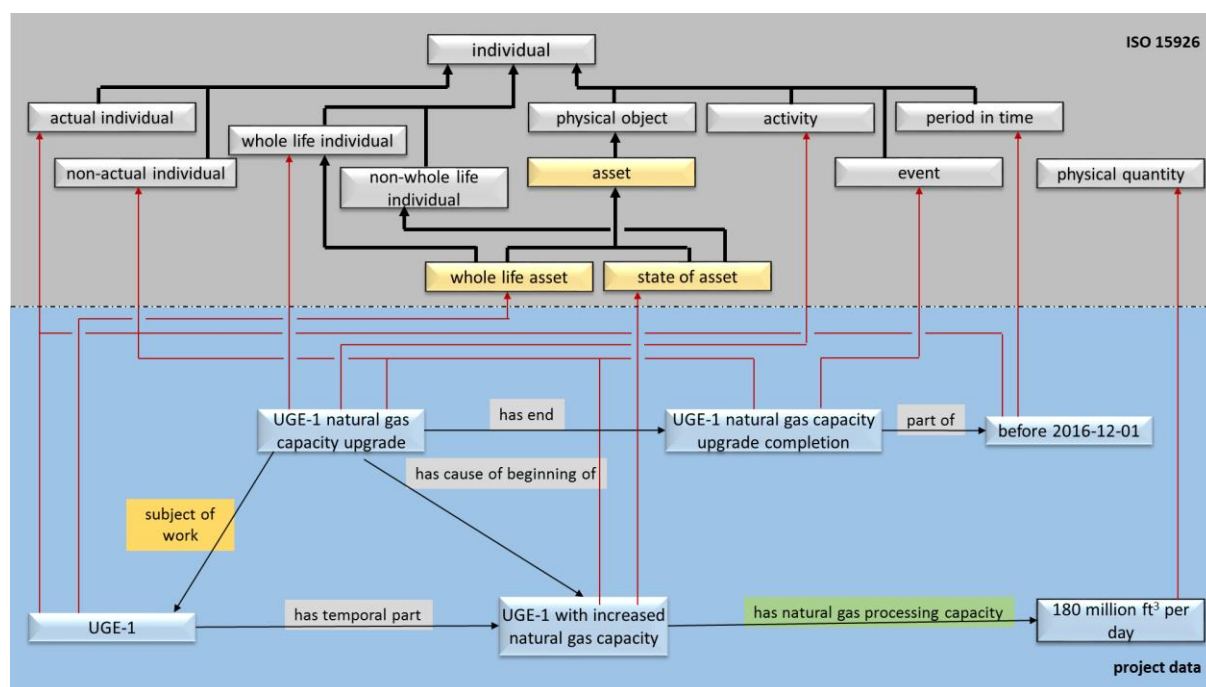 individual
ISO 15926
actual individual
physical object
activity
period in time
whole life individual
non-actual individual
non-whole life
individual
asset
event
physical quantity
whole life asset
state of asset
UGE-1 natural gas
capacity upgrade
has end
UGE-1 natural gas capacity
upgrade completion
part of
before 2016-12-01
has cause of beginning of
subject of
work
UGE-1
has temporal part
UGE-1 with increased
natural gas capacity
has natural gas processing capacity
180 million ft³ per
day
project data